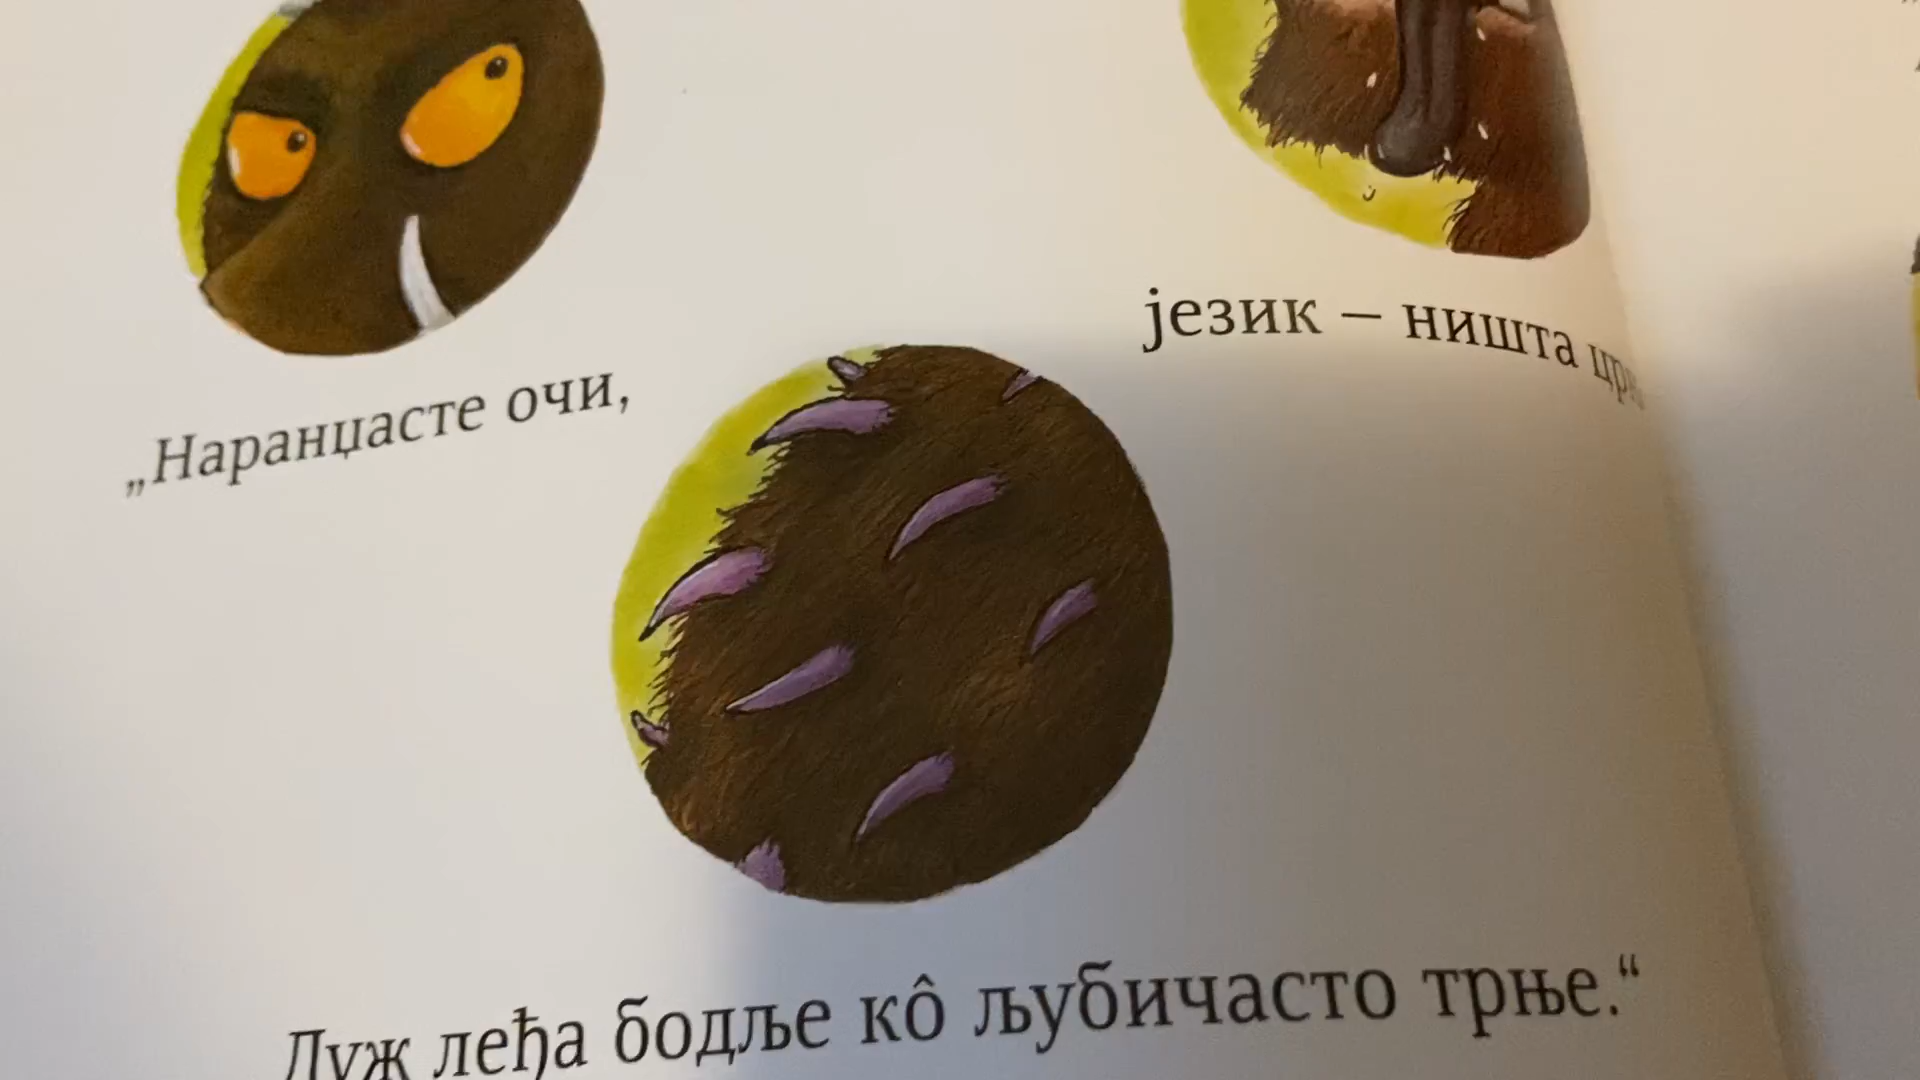 „Наранџасте очи,
језик – ништа
Дуж леђа бодље кô љубичасто трње.“